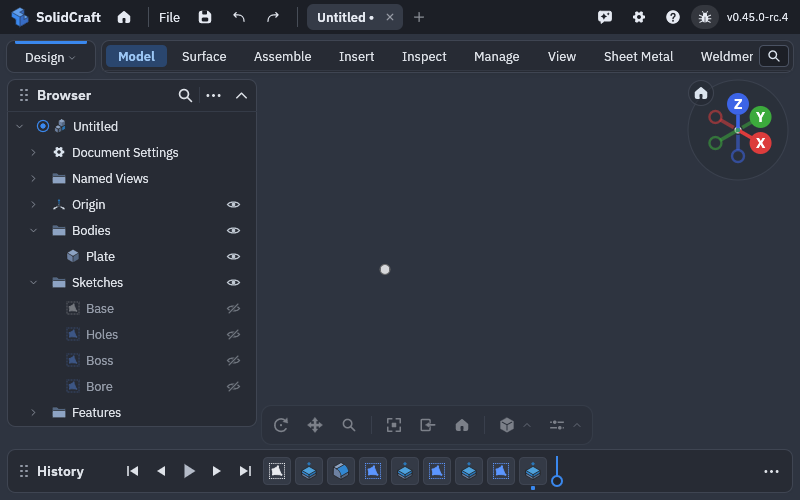 SolidCraft File Untitled • v0.45.0-rc.4
Design Model Surface Assemble Insert Inspect Manage View Sheet Metal Weldmer
Browser
Untitled
Document Settings
Named Views
Origin
Bodies
Plate
Sketches
Base
Holes
Boss
Bore
Features
Z
Y
X
History